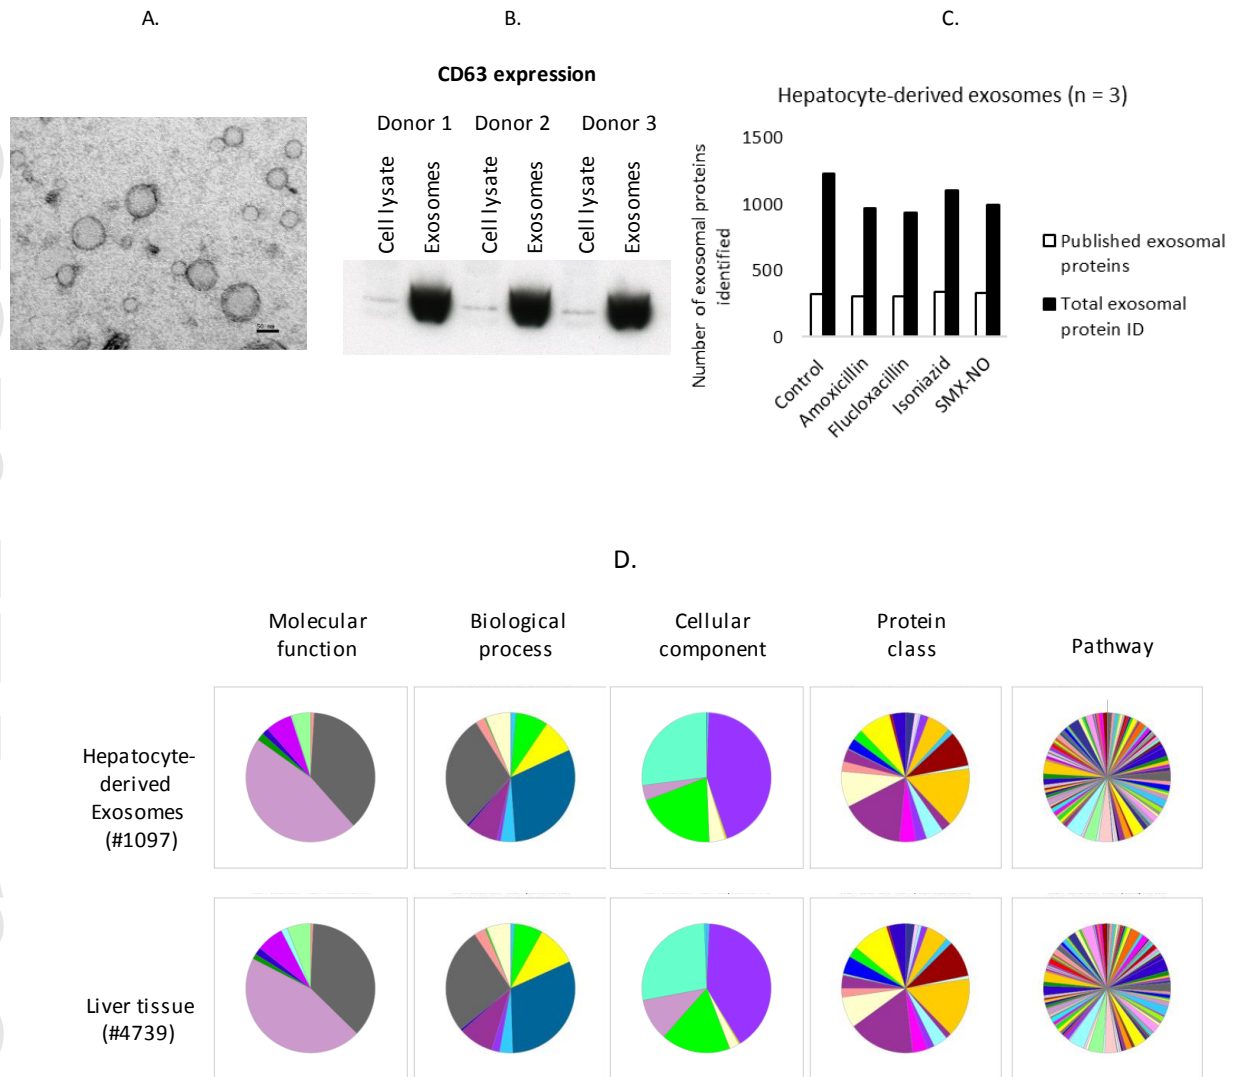 A.
B.
C.
CD63 expression
Donor 1 Donor 2 Donor 3
Cell lysate
Exosomes
Cell lysate
Exosomes
Cell lysate
Exosomes
50 nm
Hepatocyte-derived exosomes (n = 3)
Number of exosomal proteins
identified
1500
1000
500
0
Control
Amoxicillin
Flucloxacillin
Isoniazid
SMX-NO
Published exosomal
proteins
Total exosomal
protein ID
D.
Molecular
function
Biological
process
Cellular
component
Protein
class
Pathway
Hepatocyte-
derived
Exosomes
(#1097)
Liver tissue
(#4739)